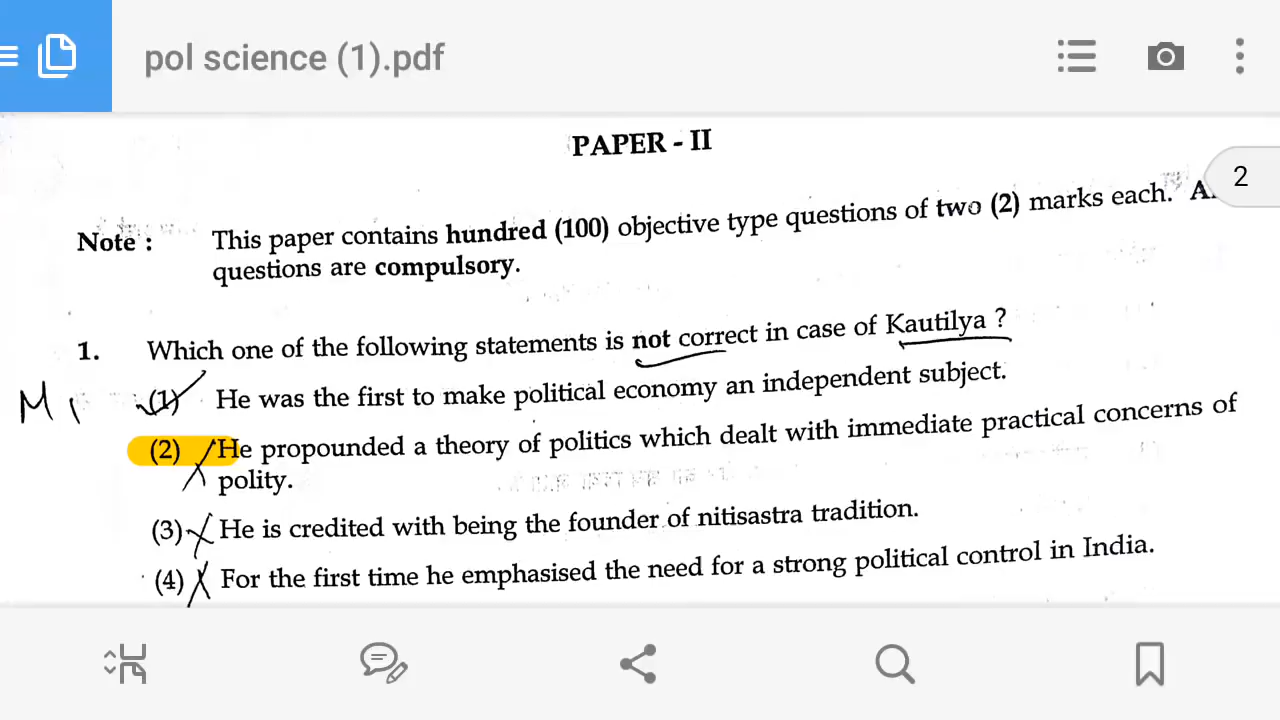 pol science (1).pdf
PAPER - II
2
Note : This paper contains hundred (100) objective type questions of two (2) marks each. A
questions are compulsory.
1. Which one of the following statements is not correct in case of Kautilya ?
(1) He was the first to make political economy an independent subject.
(2) He propounded a theory of politics which dealt with immediate practical concerns of
polity.
(3) He is credited with being the founder of nitisastra tradition.
(4) For the first time he emphasised the need for a strong political control in India.